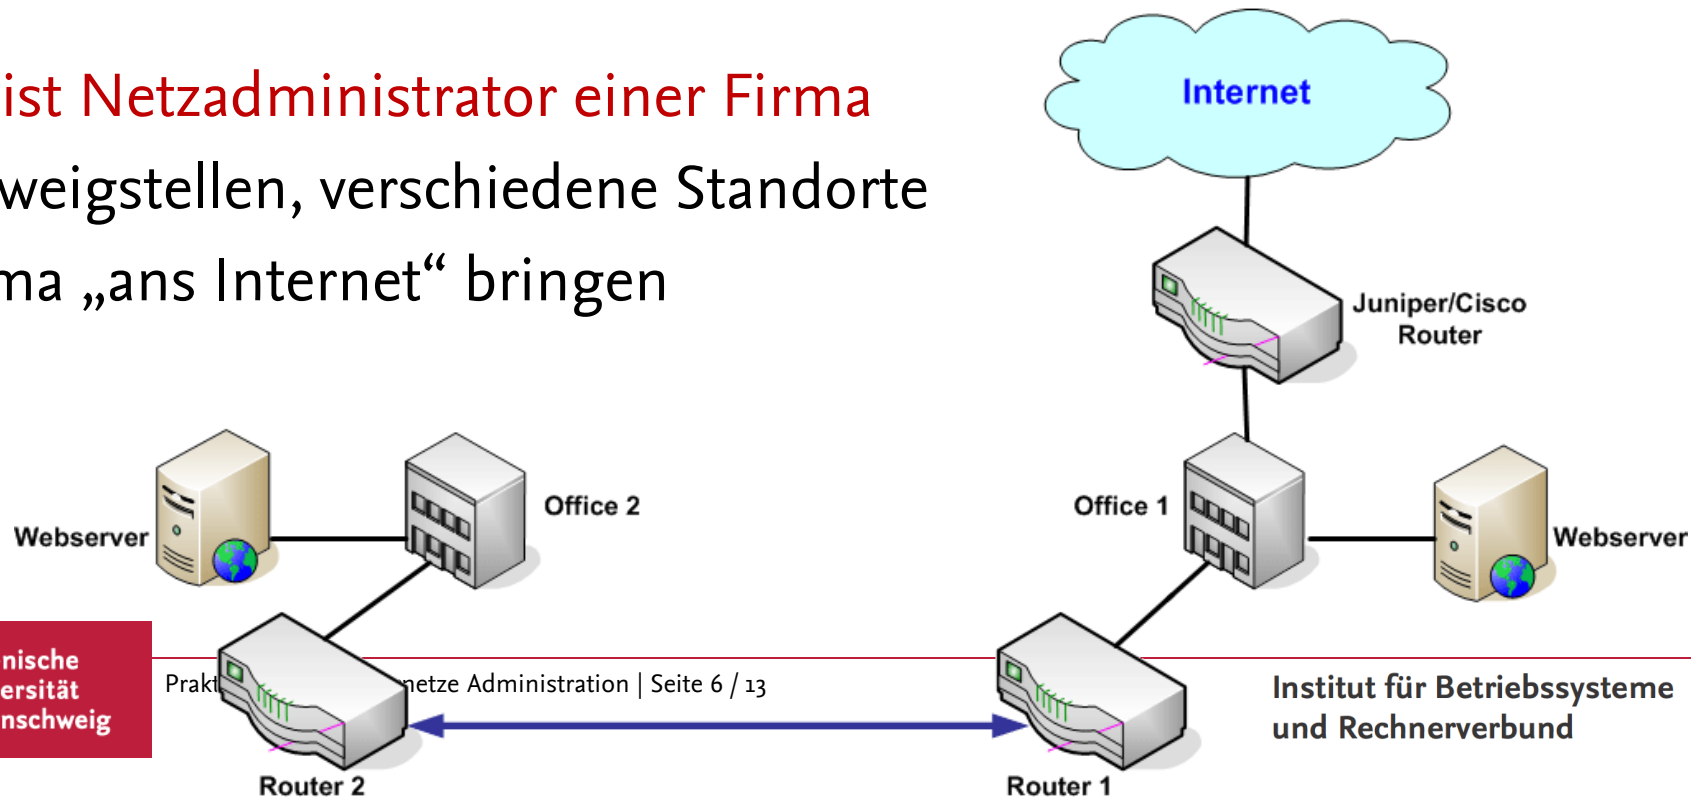 ist Netzadministrator einer Firma
weigstellen, verschiedene Standorte
ma „ans Internet“ bringen
Internet
Juniper/Cisco
Router
Webserver
Office 2
Office 1
Webserver
nische
ersität
nschweig
Prakt netze Administration | Seite 6 / 13
Institut für Betriebssysteme
und Rechnerverbund
Router 2
Router 1